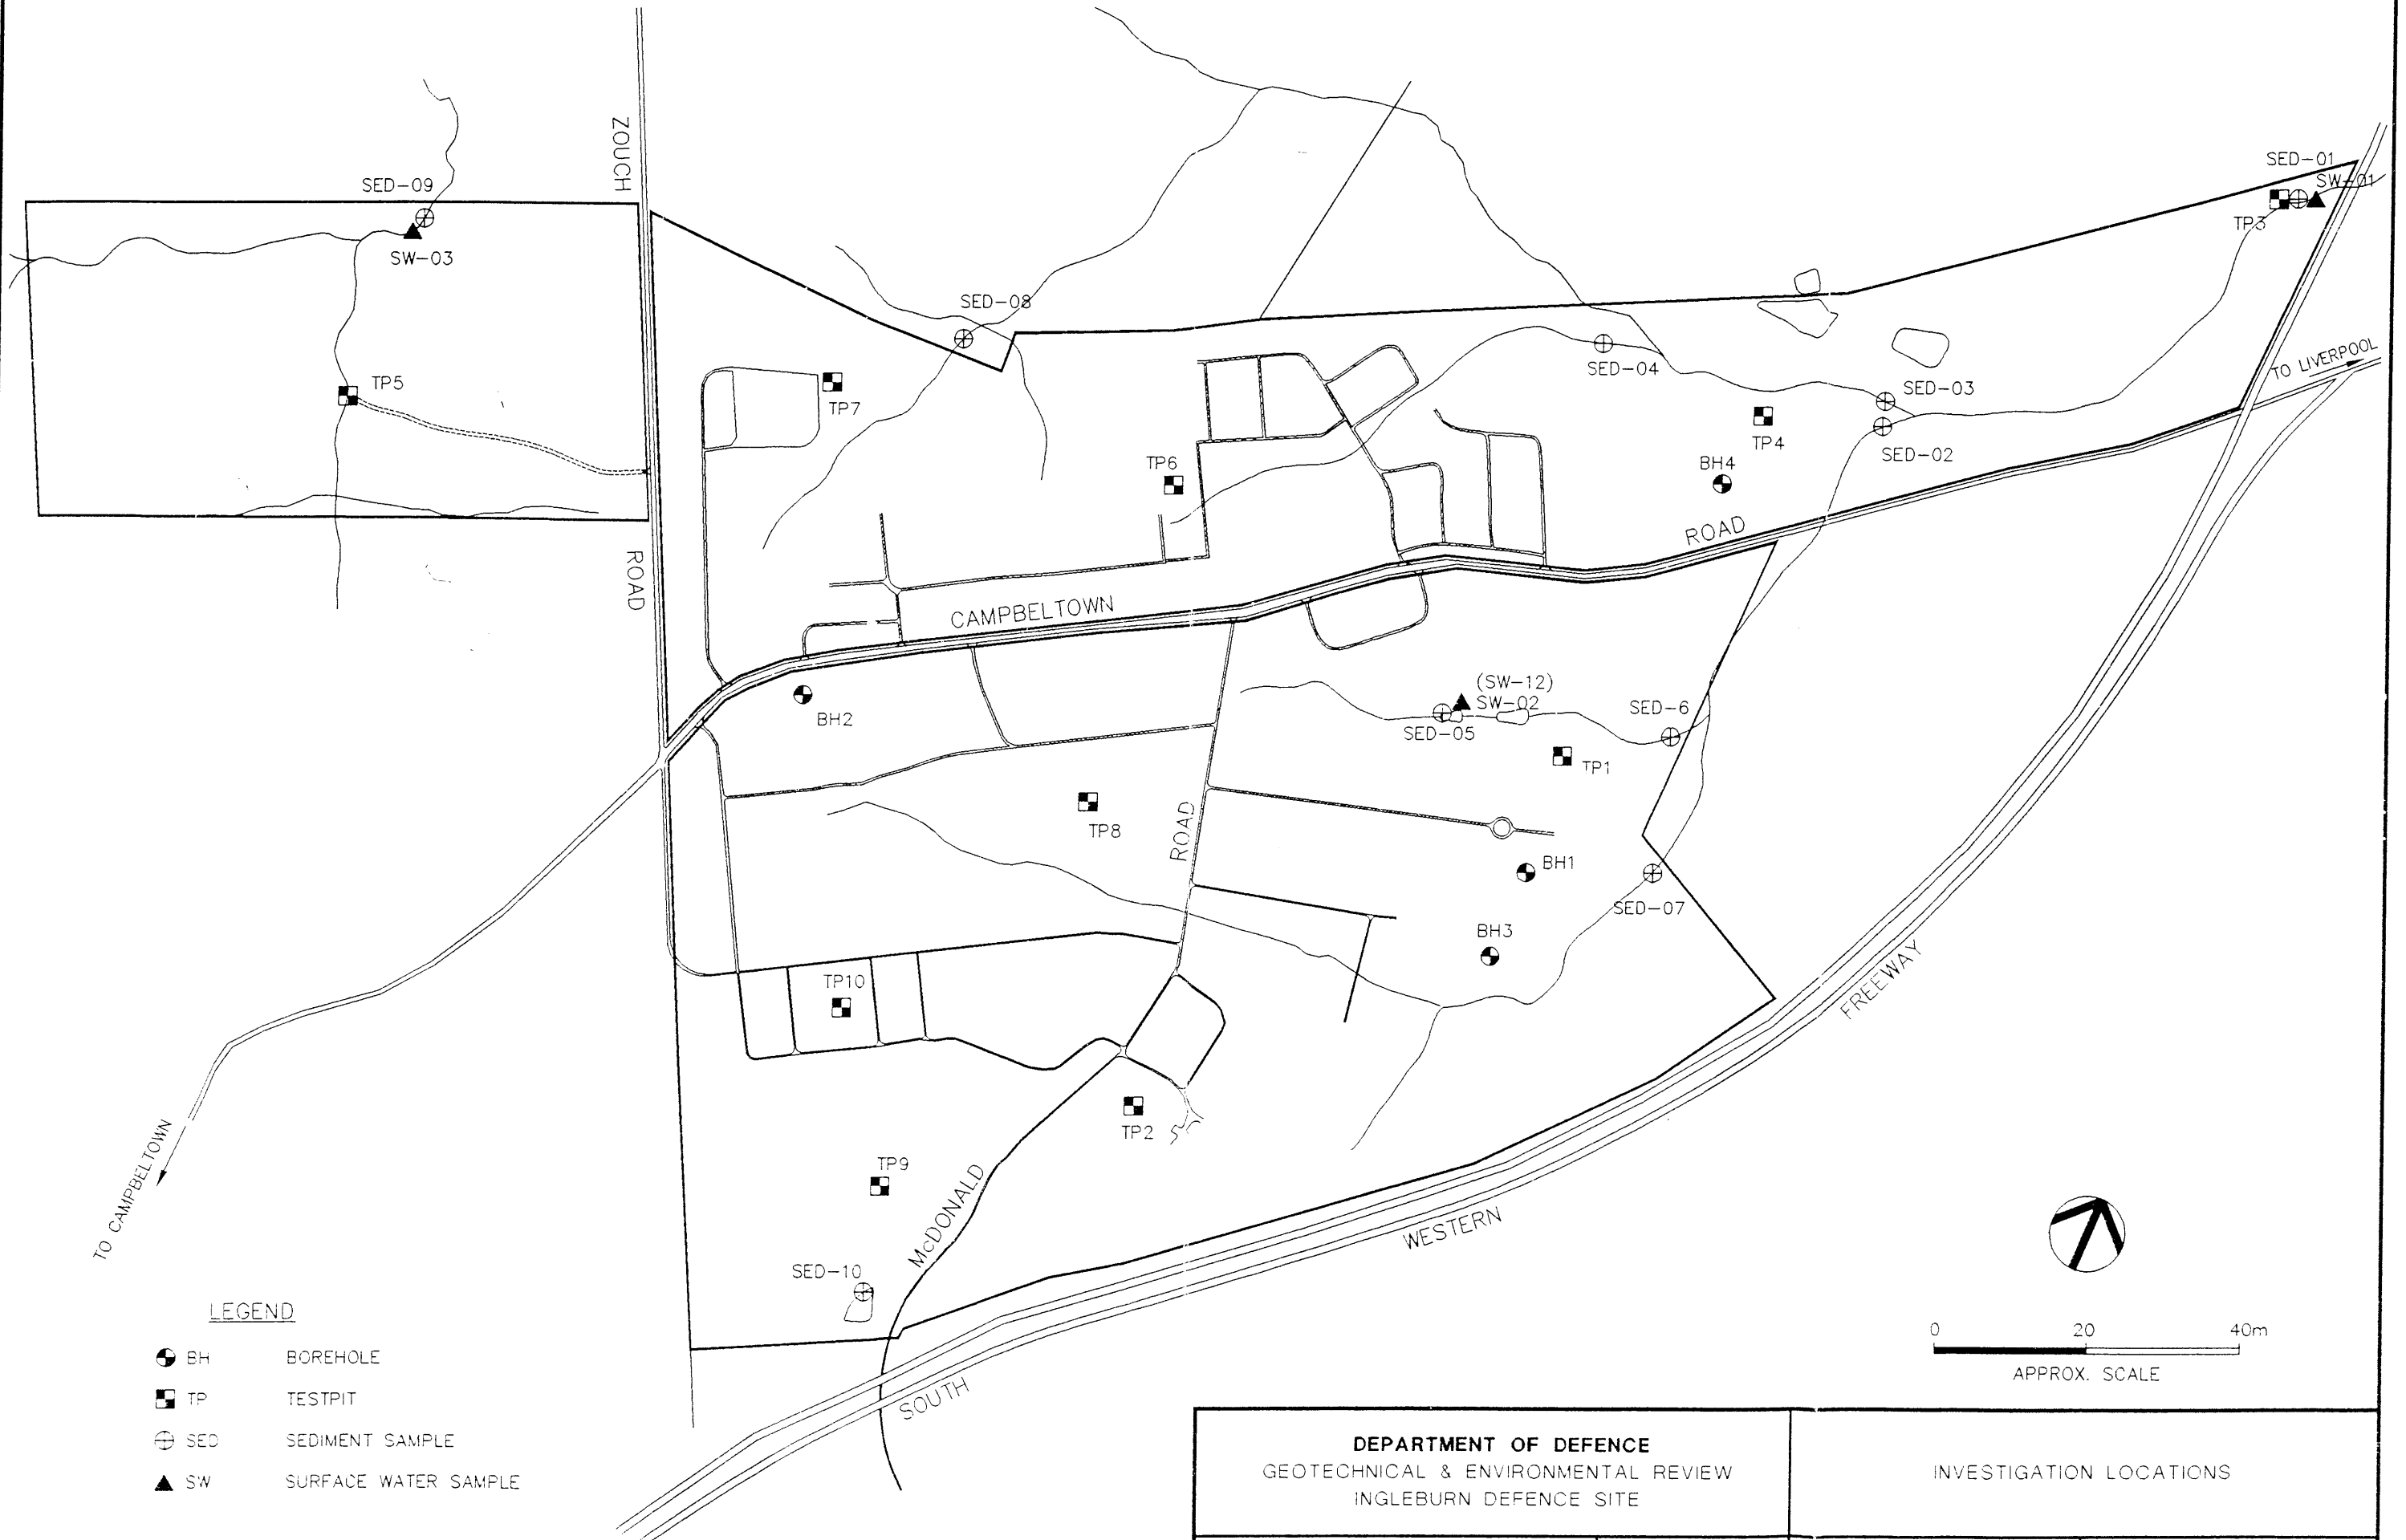 ZOUCH
SED-09
SW-03
TP5
ROAD
SED-08
TP7
TP6
SED-01
SW-01
TP3
TO LIVERPOOL
SED-04
SED-03
SED-02
TP4
BH4
ROAD
CAMPBELTOWN
BH2
(SW-12)
SW-02
SED-05
SED-6
TP1
TP8
ROAD
BH1
SED-07
BH3
TP10
FREEWAY
TP2
TP9
McDONALD
WESTERN
SED-10
SOUTH
TO CAMPBELTOWN
LEGEND
BH BOREHOLE
TP TESTPIT
SED SEDIMENT SAMPLE
SW SURFACE WATER SAMPLE
0 20 40m
APPROX. SCALE
DEPARTMENT OF DEFENCE
GEOTECHNICAL & ENVIRONMENTAL REVIEW
INGLEBURN DEFENCE SITE
INVESTIGATION LOCATIONS